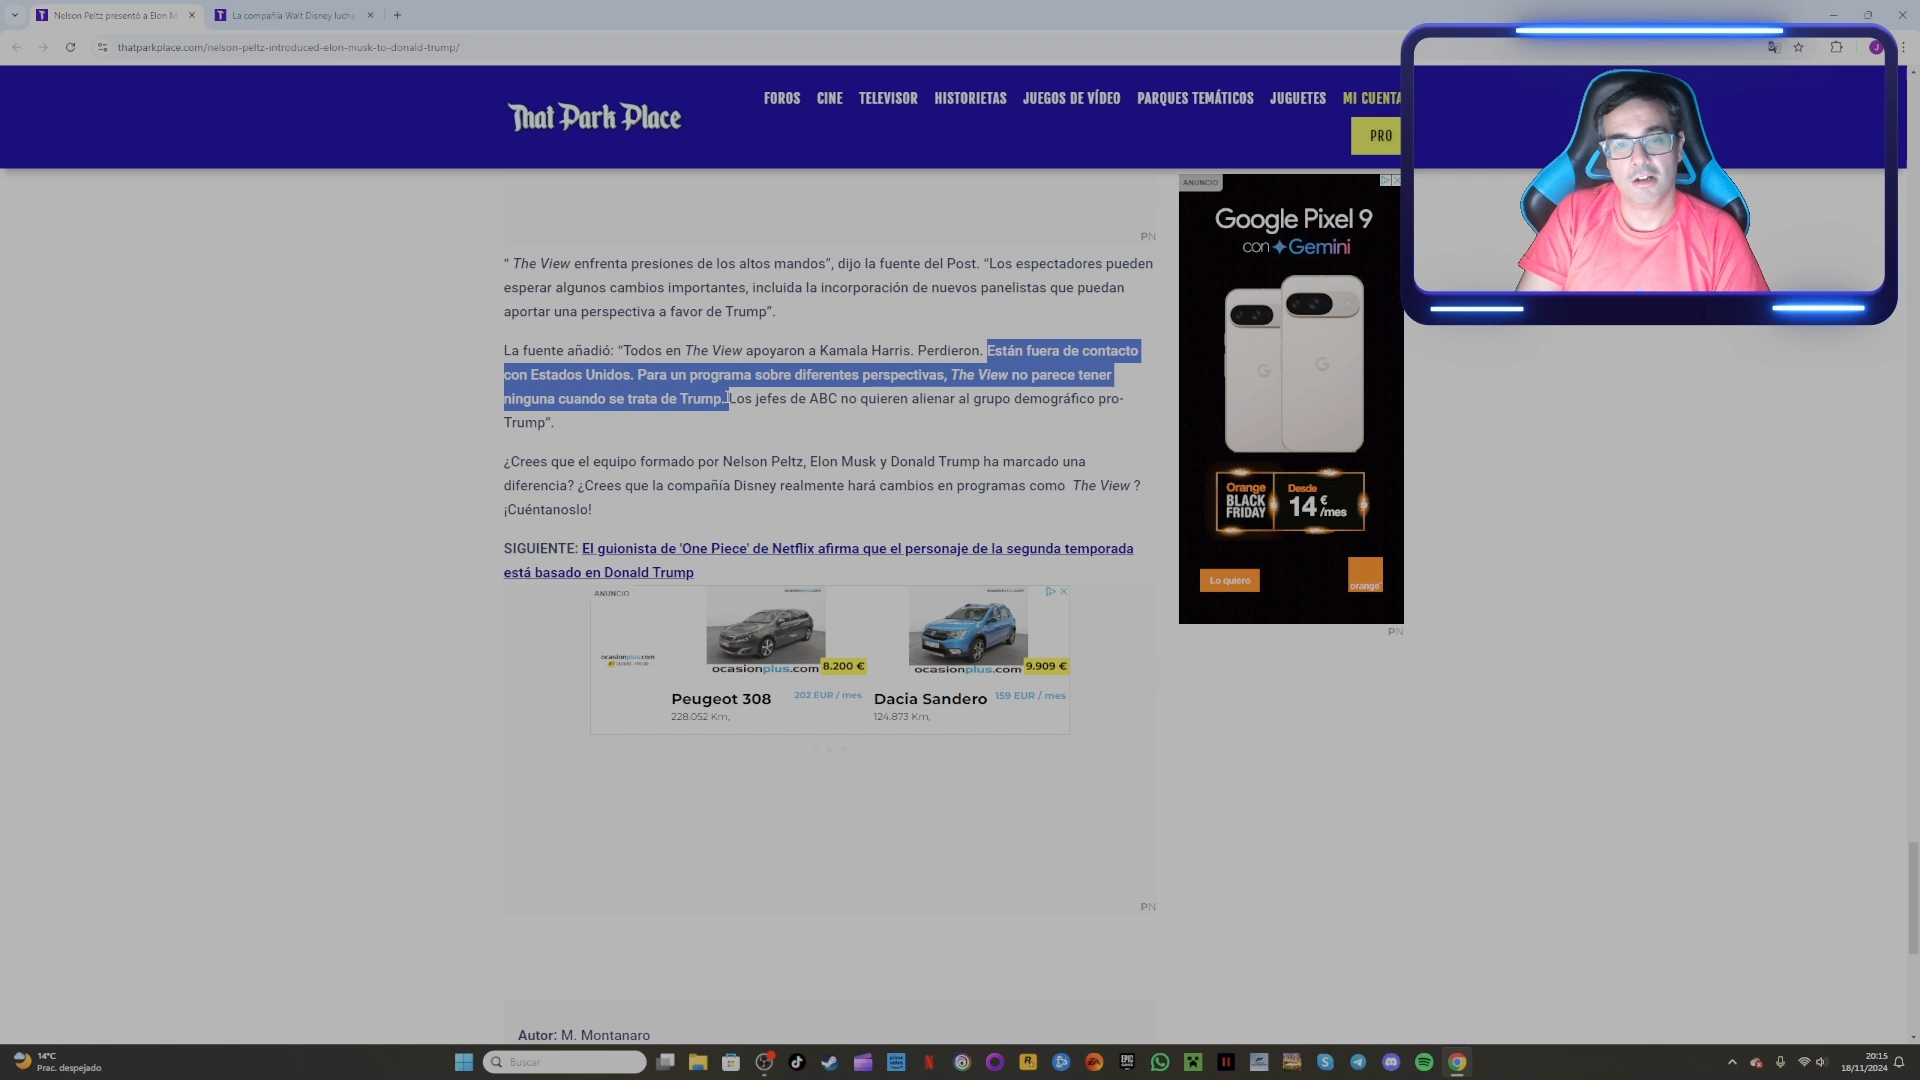 Nelson Peltz presentó a Elon M
La compañía Walt Disney lucha
thatparkplace.com/nelson-peltz-introduced-elon-musk-to-donald-trump/
That Park Place
FOROS CINE TELEVISOR HISTORIETAS JUEGOS DE VÍDEO PARQUES TEMÁTICOS JUGUETES MI CUENTA
PRO
PN
“ The View enfrenta presiones de los altos mandos”, dijo la fuente del Post. “Los espectadores pueden
esperar algunos cambios importantes, incluida la incorporación de nuevos panelistas que puedan
aportar una perspectiva a favor de Trump”.
La fuente añadió: “Todos en The View apoyaron a Kamala Harris. Perdieron. Están fuera de contacto
con Estados Unidos. Para un programa sobre diferentes perspectivas, The View no parece tener
ninguna cuando se trata de Trump. Los jefes de ABC no quieren alienar al grupo demográfico pro-
Trump”.
¿Crees que el equipo formado por Nelson Peltz, Elon Musk y Donald Trump ha marcado una
diferencia? ¿Crees que la compañía Disney realmente hará cambios en programas como The View ?
¡Cuéntanoslo!
SIGUIENTE: El guionista de 'One Piece' de Netflix afirma que el personaje de la segunda temporada
está basado en Donald Trump
ANUNCIO
ocasionplus.com
ocasionplus.com 8.200 €
Peugeot 308 202 EUR / mes
228.052 Km,
ocasionplus.com 9.909 €
Dacia Sandero 159 EUR / mes
124.873 Km,
PN
Autor: M. Montanaro
ANUNCIO
Google Pixel 9
con Gemini
Orange
BLACK
FRIDAY
Desde
14 € /mes
Lo quiero
orange
PN
14°C
Prac. despejado
Buscar
20:15
18/11/2024